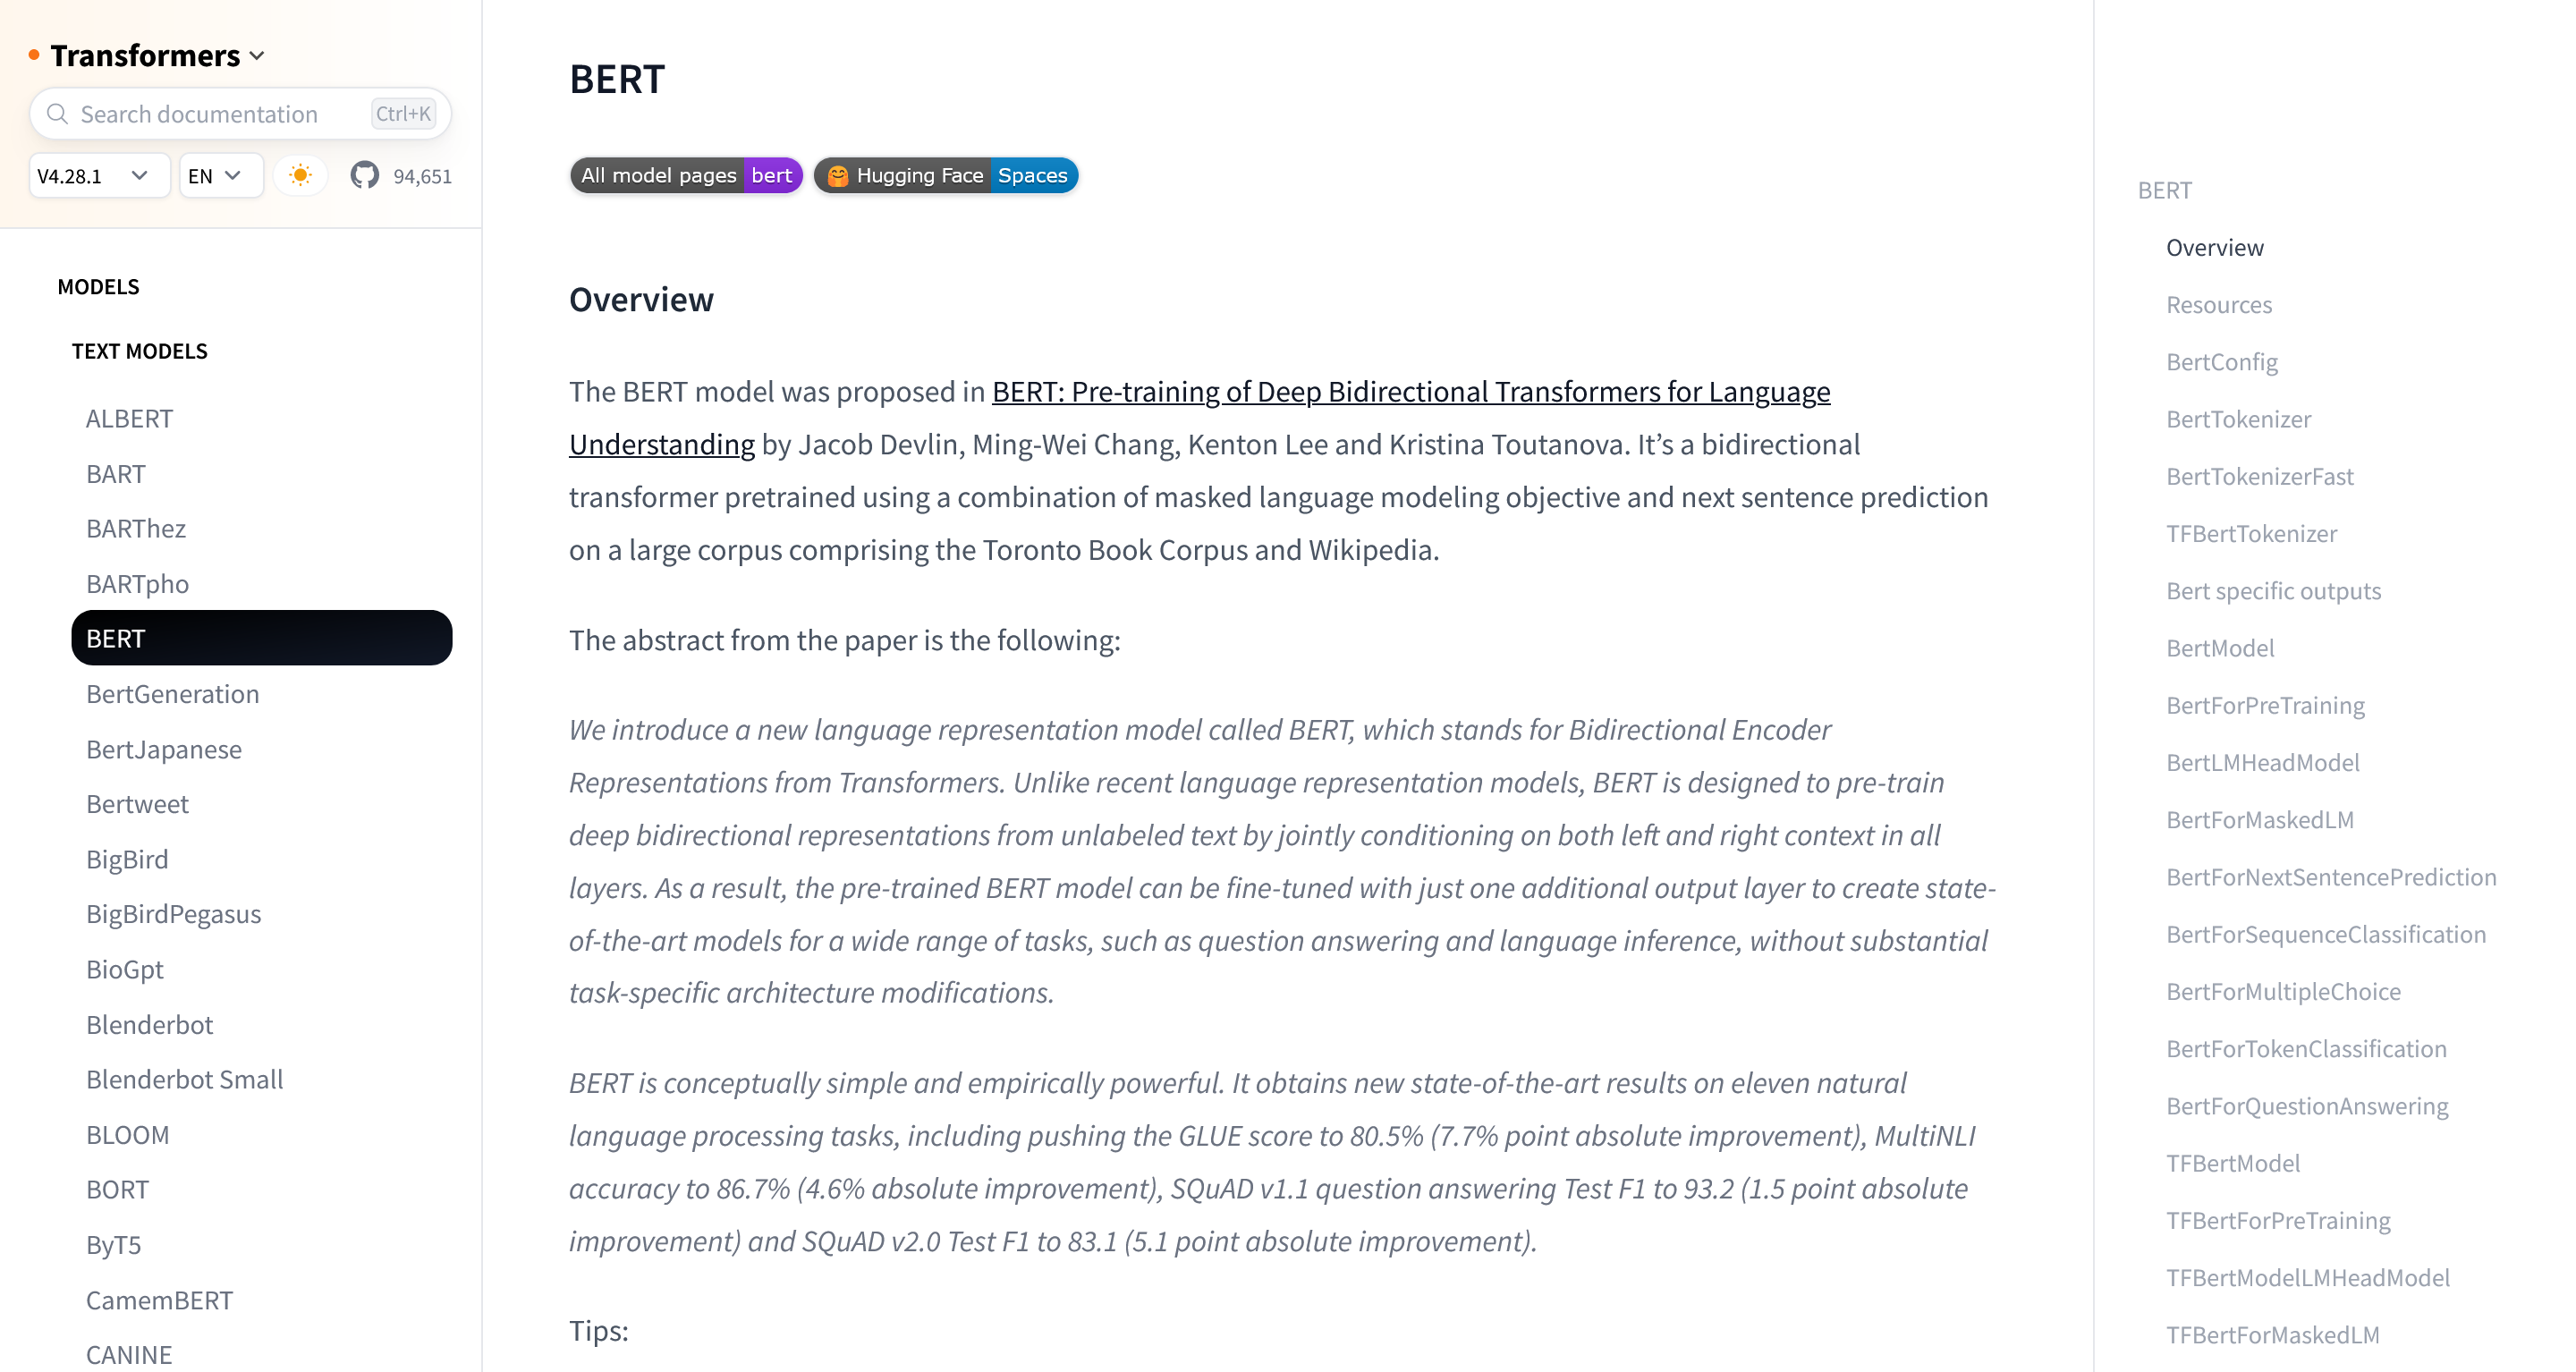 Transformers
Search documentation Ctrl+K
V4.28.1 EN 94,651
MODELS
TEXT MODELS
ALBERT
BART
BARThez
BARTpho
BERT
BertGeneration
BertJapanese
Bertweet
BigBird
BigBirdPegasus
BioGpt
Blenderbot
Blenderbot Small
BLOOM
BORT
ByT5
CamemBERT
CANINE
BERT
All model pages bert 🤗 Hugging Face Spaces
Overview
The BERT model was proposed in BERT: Pre-training of Deep Bidirectional Transformers for Language
Understanding by Jacob Devlin, Ming-Wei Chang, Kenton Lee and Kristina Toutanova. It’s a bidirectional
transformer pretrained using a combination of masked language modeling objective and next sentence prediction
on a large corpus comprising the Toronto Book Corpus and Wikipedia.
The abstract from the paper is the following:
We introduce a new language representation model called BERT, which stands for Bidirectional Encoder
Representations from Transformers. Unlike recent language representation models, BERT is designed to pre-train
deep bidirectional representations from unlabeled text by jointly conditioning on both left and right context in all
layers. As a result, the pre-trained BERT model can be fine-tuned with just one additional output layer to create state-
of-the-art models for a wide range of tasks, such as question answering and language inference, without substantial
task-specific architecture modifications.
BERT is conceptually simple and empirically powerful. It obtains new state-of-the-art results on eleven natural
language processing tasks, including pushing the GLUE score to 80.5% (7.7% point absolute improvement), MultiNLI
accuracy to 86.7% (4.6% absolute improvement), SQuAD v1.1 question answering Test F1 to 93.2 (1.5 point absolute
improvement) and SQuAD v2.0 Test F1 to 83.1 (5.1 point absolute improvement).
Tips:
BERT
Overview
Resources
BertConfig
BertTokenizer
BertTokenizerFast
TFBertTokenizer
Bert specific outputs
BertModel
BertForPreTraining
BertLMHeadModel
BertForMaskedLM
BertForNextSentencePrediction
BertForSequenceClassification
BertForMultipleChoice
BertForTokenClassification
BertForQuestionAnswering
TFBertModel
TFBertForPreTraining
TFBertModelLMHeadModel
TFBertForMaskedLM